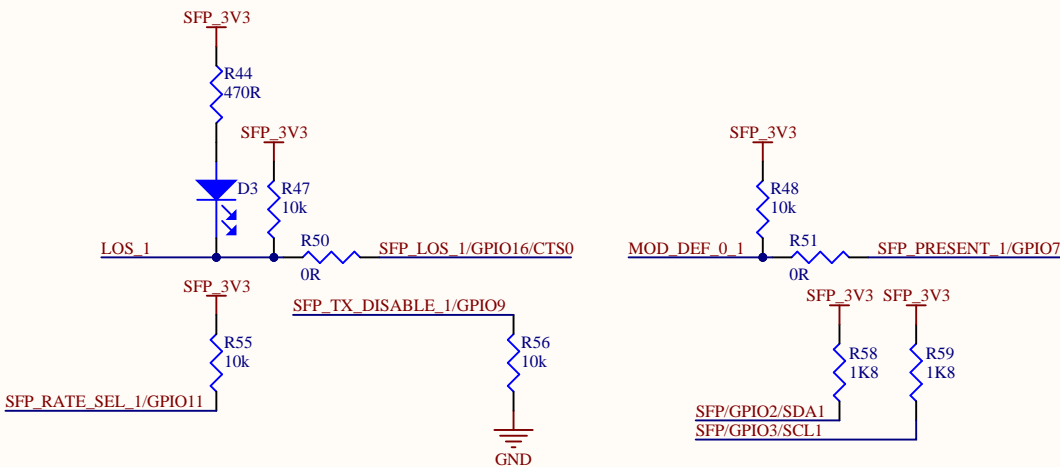 SFP_3V3
R44
470R
SFP_3V3
D3
R47
10k
LOS_1
R50
0R
SFP_LOS_1/GPIO16/CTS0
SFP_3V3
R48
10k
MOD_DEF_0_1
R51
0R
SFP_PRESENT_1/GPIO7
SFP_3V3
R55
10k
SFP_RATE_SEL_1/GPIO11
SFP_TX_DISABLE_1/GPIO9
R56
10k
GND
SFP_3V3
SFP_3V3
R58
1K8
R59
1K8
SFP/GPIO2/SDA1
SFP/GPIO3/SCL1